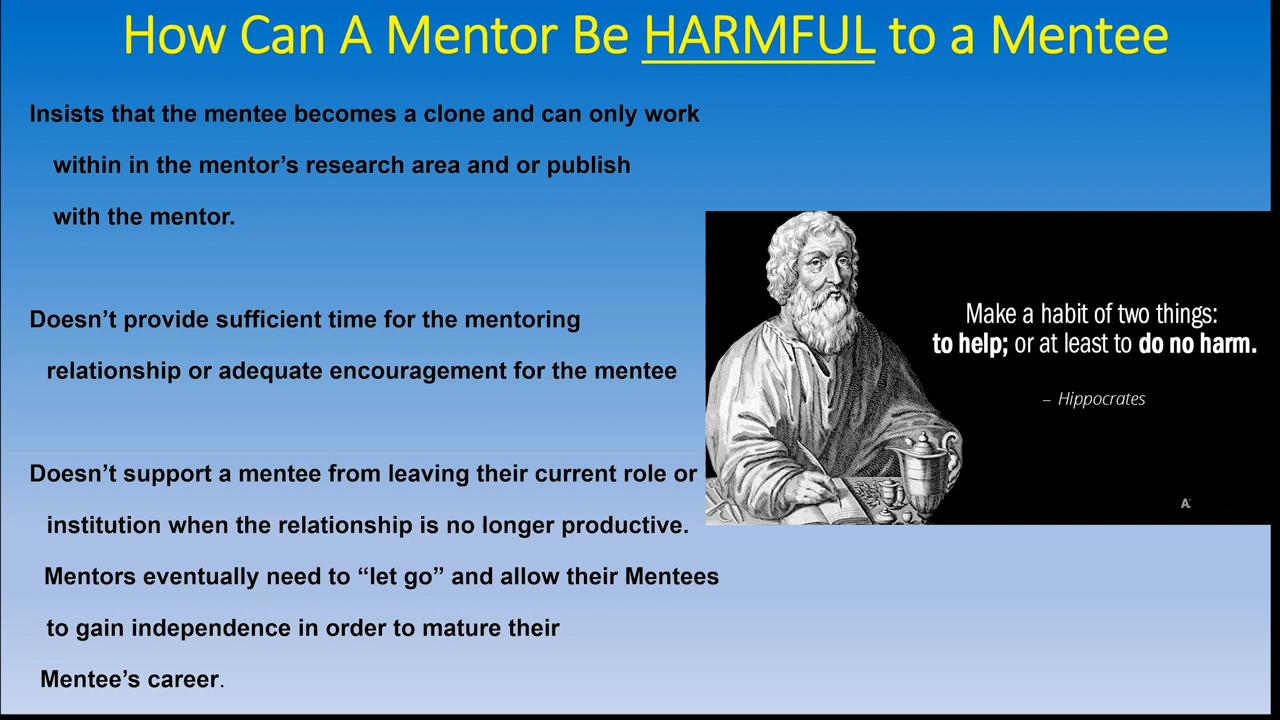 How Can A Mentor Be HARMFUL to a Mentee
Insists that the mentee becomes a clone and can only work
within in the mentor’s research area and or publish
with the mentor.
Doesn’t provide sufficient time for the mentoring
relationship or adequate encouragement for the mentee
Doesn’t support a mentee from leaving their current role or
institution when the relationship is no longer productive.
Mentors eventually need to “let go” and allow their Mentees
to gain independence in order to mature their
Mentee’s career.
Make a habit of two things:
to help; or at least to do no harm.
– Hippocrates
A